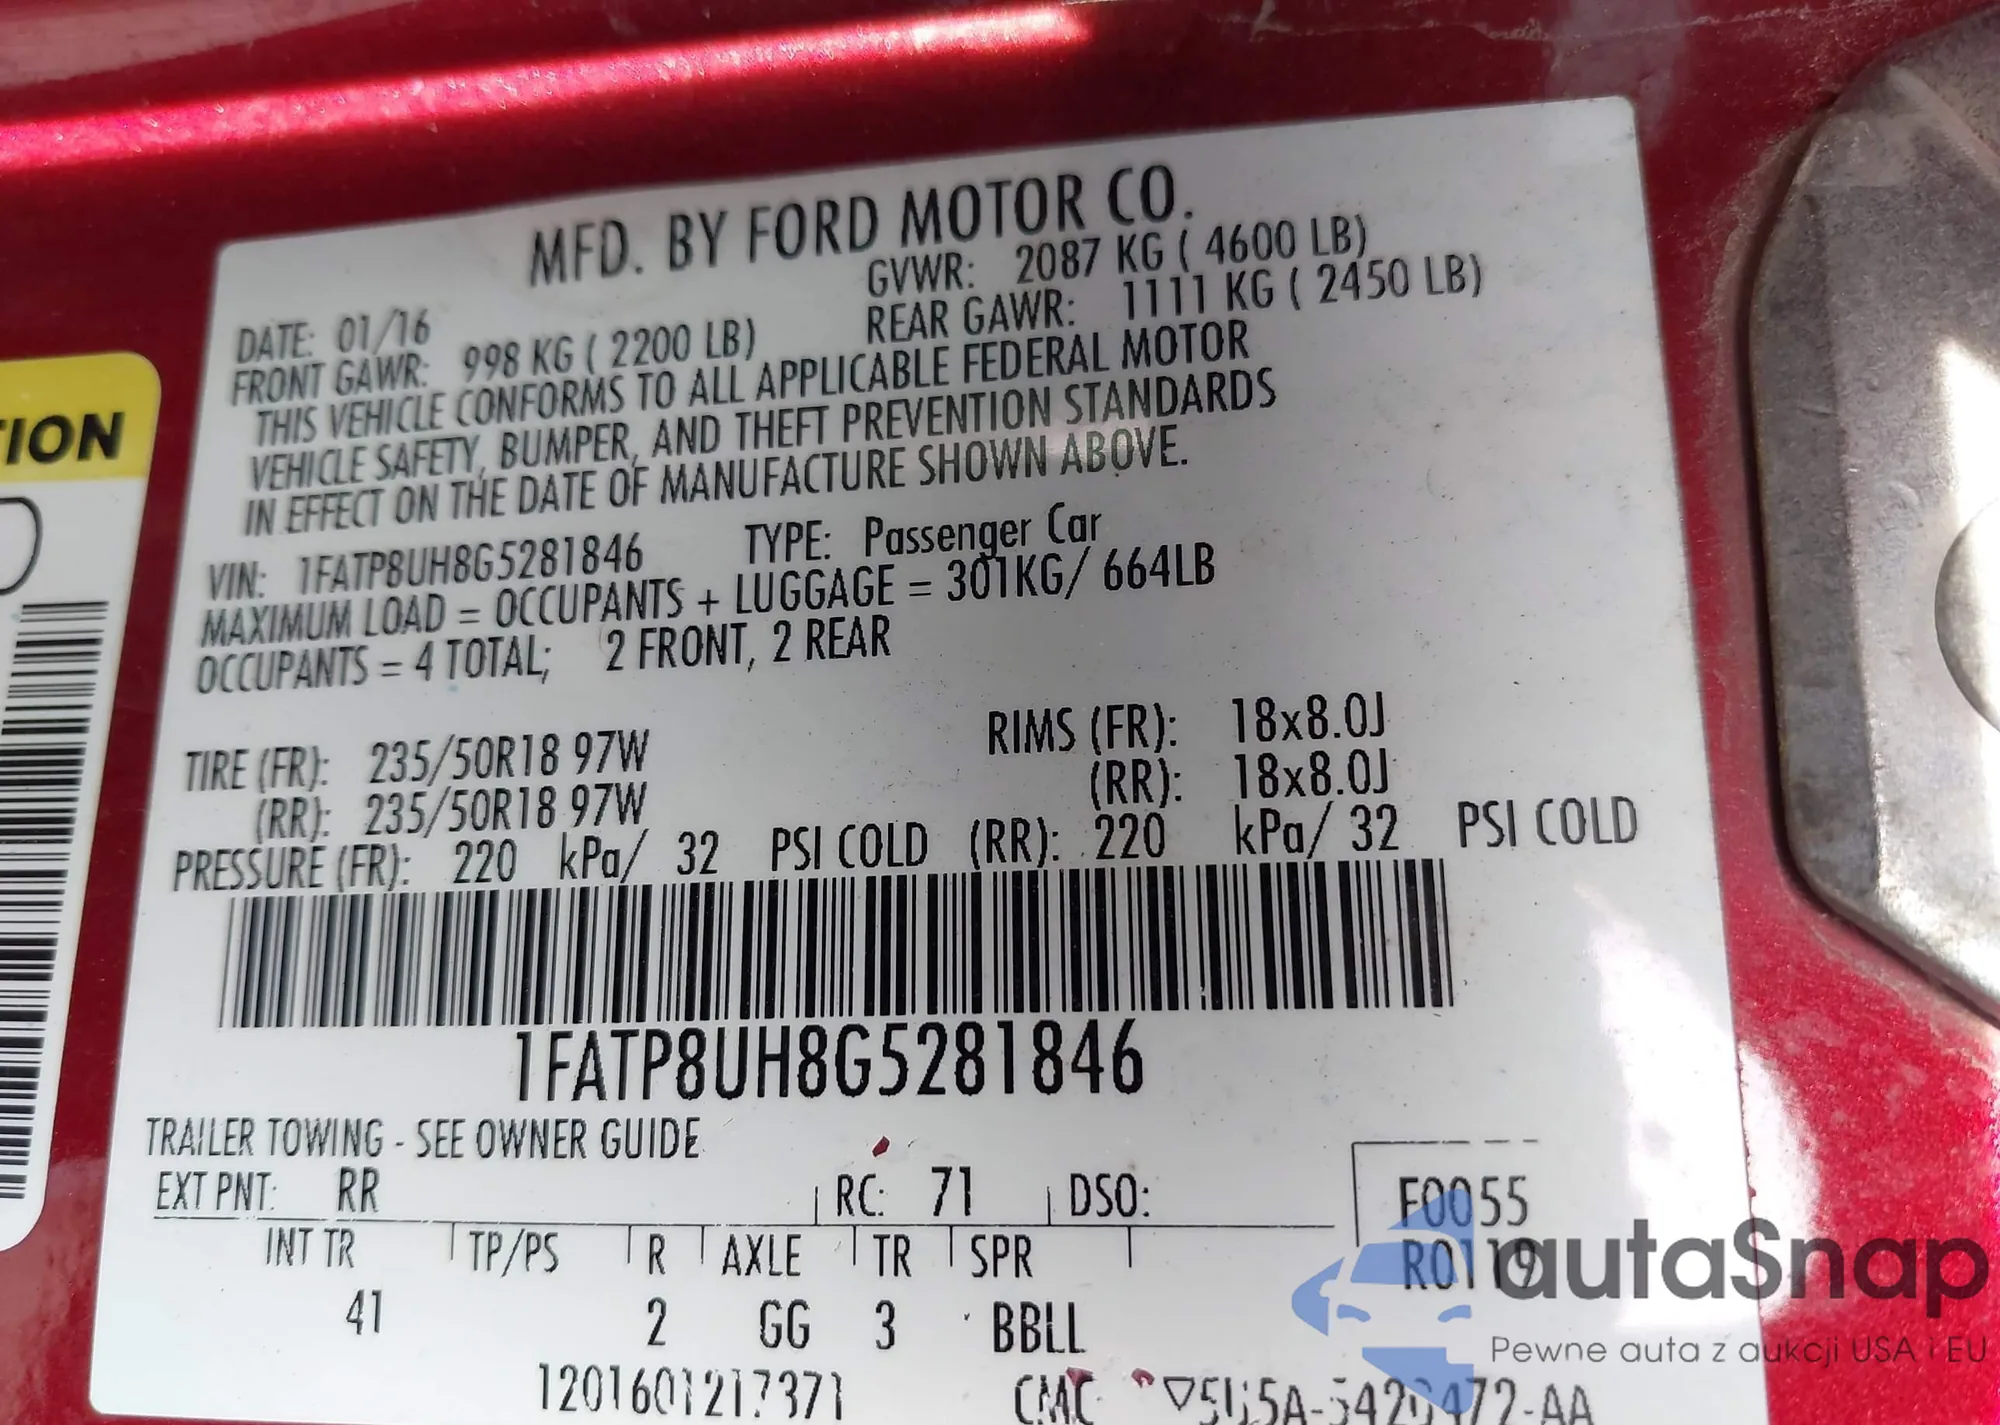 MFD. BY FORD MOTOR CO.
DATE: 01/16 GVWR: 2087 KG ( 4600 LB)
FRONT GAWR: 998 KG ( 2200 LB) REAR GAWR: 1111 KG ( 2450 LB)
THIS VEHICLE CONFORMS TO ALL APPLICABLE FEDERAL MOTOR
VEHICLE SAFETY, BUMPER, AND THEFT PREVENTION STANDARDS
IN EFFECT ON THE DATE OF MANUFACTURE SHOWN ABOVE.
VIN: 1FATP8UH8G5281846 TYPE: Passenger Car
MAXIMUM LOAD = OCCUPANTS + LUGGAGE = 301KG/ 664LB
OCCUPANTS = 4 TOTAL; 2 FRONT, 2 REAR
TIRE (FR): 235/50R18 97W RIMS (FR): 18x8.0J
(RR): 235/50R18 97W (RR): 18x8.0J
PRESSURE (FR): 220 kPa/ 32 PSI COLD (RR): 220 kPa/ 32 PSI COLD
1FATP8UH8G5281846
TRAILER TOWING - SEE OWNER GUIDE
EXT PNT: RR RC: 71 DSO: F0055
R0119
INT TR TP/PS R AXLE TR SPR
41 2 GG 3 BBLL
CMC
TION
autaSnap
Pewne auta z aukcji USA i EU